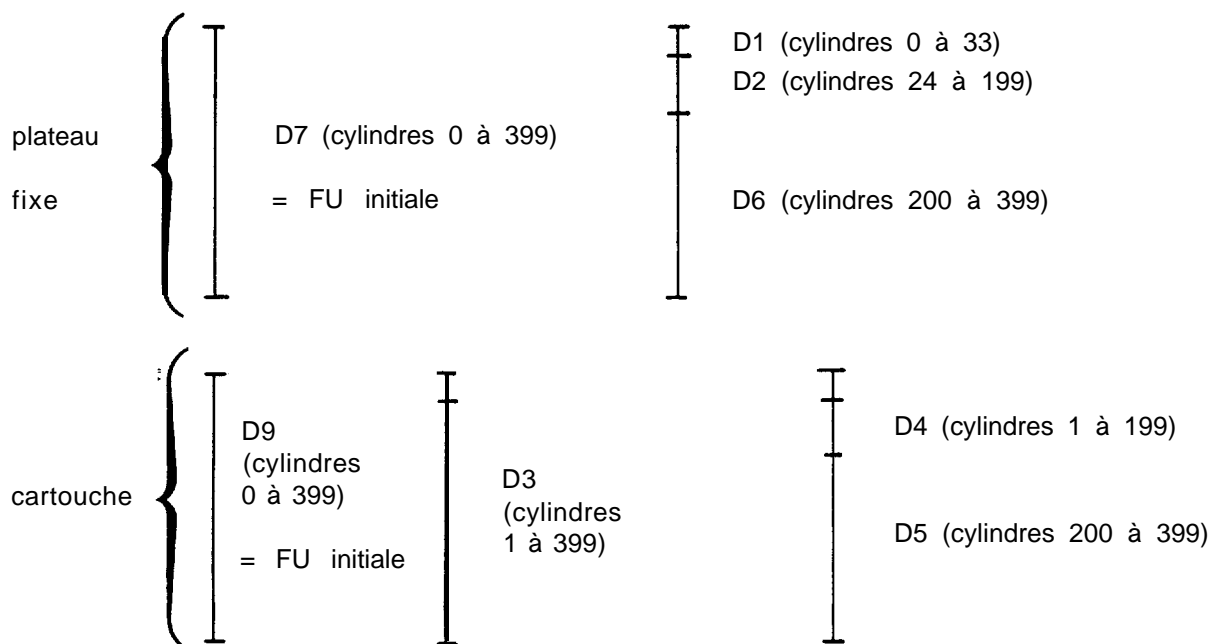 D1 (cylindres 0 à 33)
D2 (cylindres 24 à 199)
plateau
D7 (cylindres 0 à 399)
fixe
= FU initiale
D6 (cylindres 200 à 399)
D9
(cylindres
0 à 399)
= FU initiale
cartouche
D3
(cylindres
1 à 399)
D4 (cylindres 1 à 199)
D5 (cylindres 200 à 399)